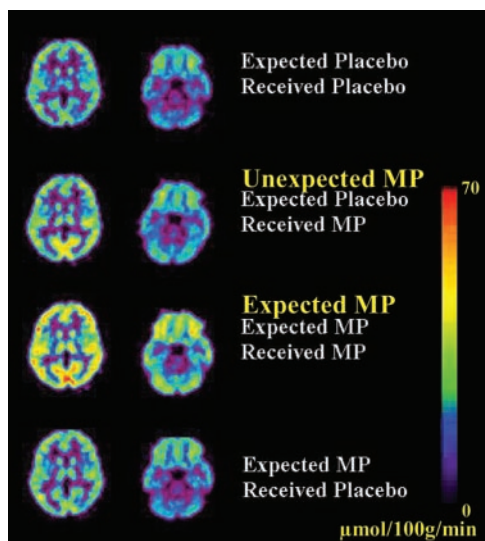 Expected Placebo
Received Placebo
Unexpected MP
Expected Placebo
Received MP
70
Expected MP
Expected MP
Received MP
Expected MP
Received Placebo
0
µmol/100g/min